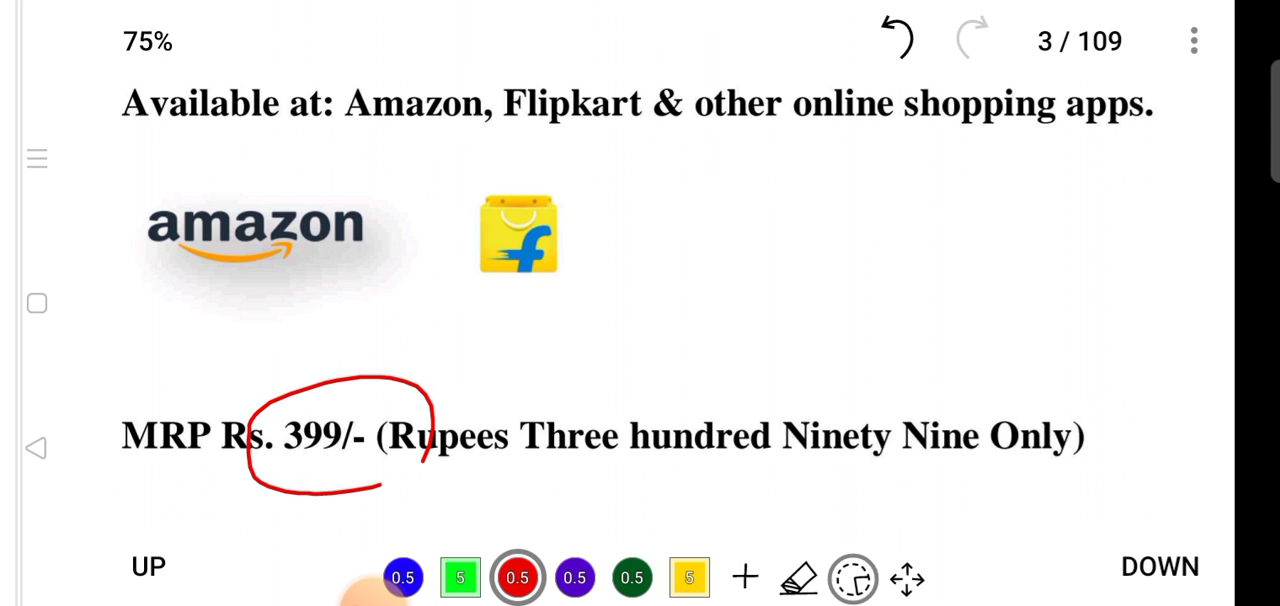 75%
3 / 109
Available at: Amazon, Flipkart & other online shopping apps.
amazon
f
MRP Rs. 399/- (Rupees Three hundred Ninety Nine Only)
UP
0.5 5 0.5 0.5 0.5 5
DOWN